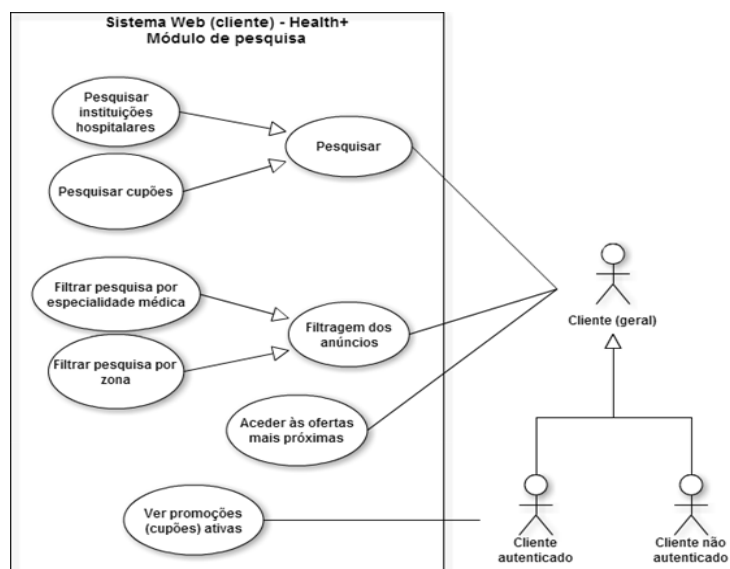 Sistema Web (cliente) - Health+
Módulo de pesquisa
Pesquisar
instituições
hospitalares
Pesquisar
Pesquisar cupões
Filtrar pesquisa por
especialidade médica
Filtragem dos
anúncios
Filtrar pesquisa por
zona
Cliente (geral)
Aceder às ofertas
mais próximas
Ver promoções
(cupões) ativas
Cliente
autenticado
Cliente não
autenticado